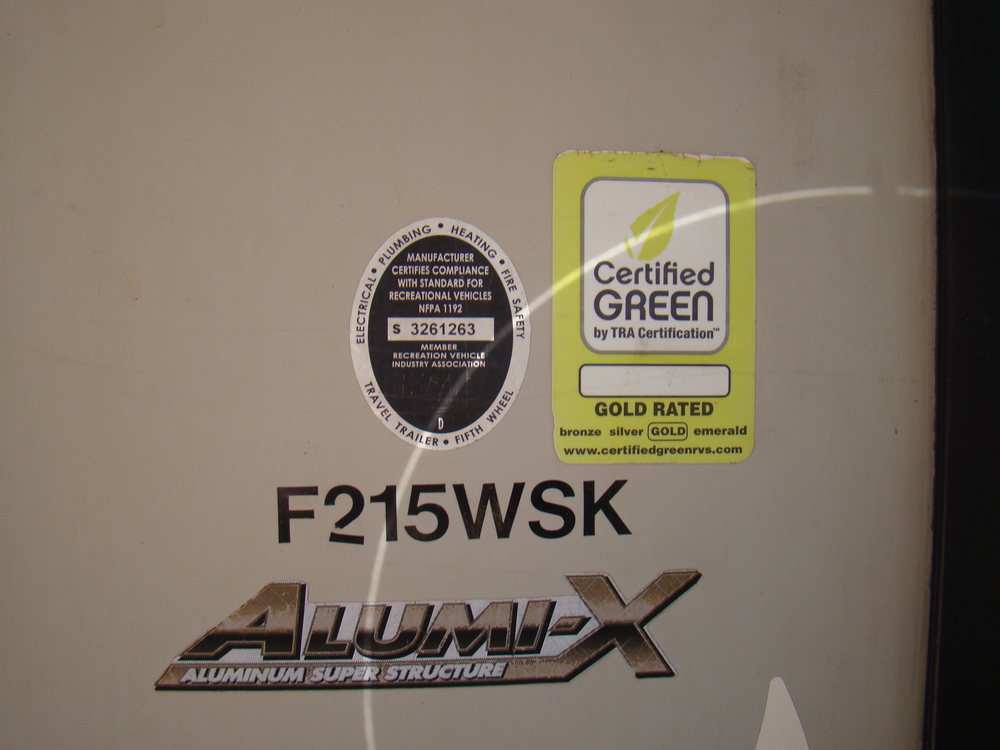 ELECTRICAL • PLUMBING • HEATING • FIRE SAFETY
MANUFACTURER
CERTIFIES COMPLIANCE
WITH STANDARD FOR
RECREATIONAL VEHICLES
NFPA 1192
S 3261263
MEMBER
RECREATION VEHICLE
INDUSTRY ASSOCIATION
D
TRAVEL TRAILER • FIFTH WHEEL
Certified
GREEN
by TRA Certification™
GOLD RATED
bronze silver GOLD emerald
www.certifiedgreenrvs.com
F215WSK
ALUMI-X
ALUMINUM SUPER STRUCTURE